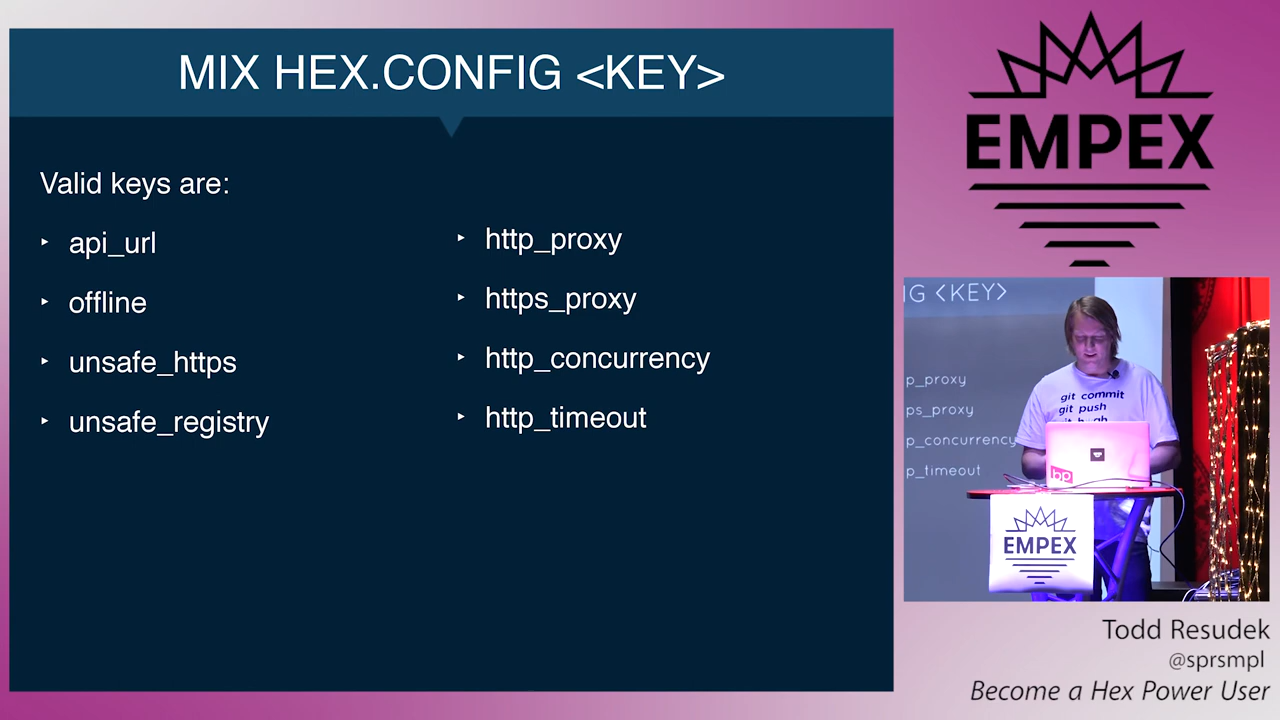 MIX HEX.CONFIG <KEY>
Valid keys are:
‣ api_url
‣ offline
‣ unsafe_https
‣ unsafe_registry
‣ http_proxy
‣ https_proxy
‣ http_concurrency
‣ http_timeout
EMPEX
IG <KEY>
p_proxy
ps_proxy
p_concurrency
p_timeout
git commit
git push
bp
EMPEX
Todd Resudek
@sprsmpl
Become a Hex Power User